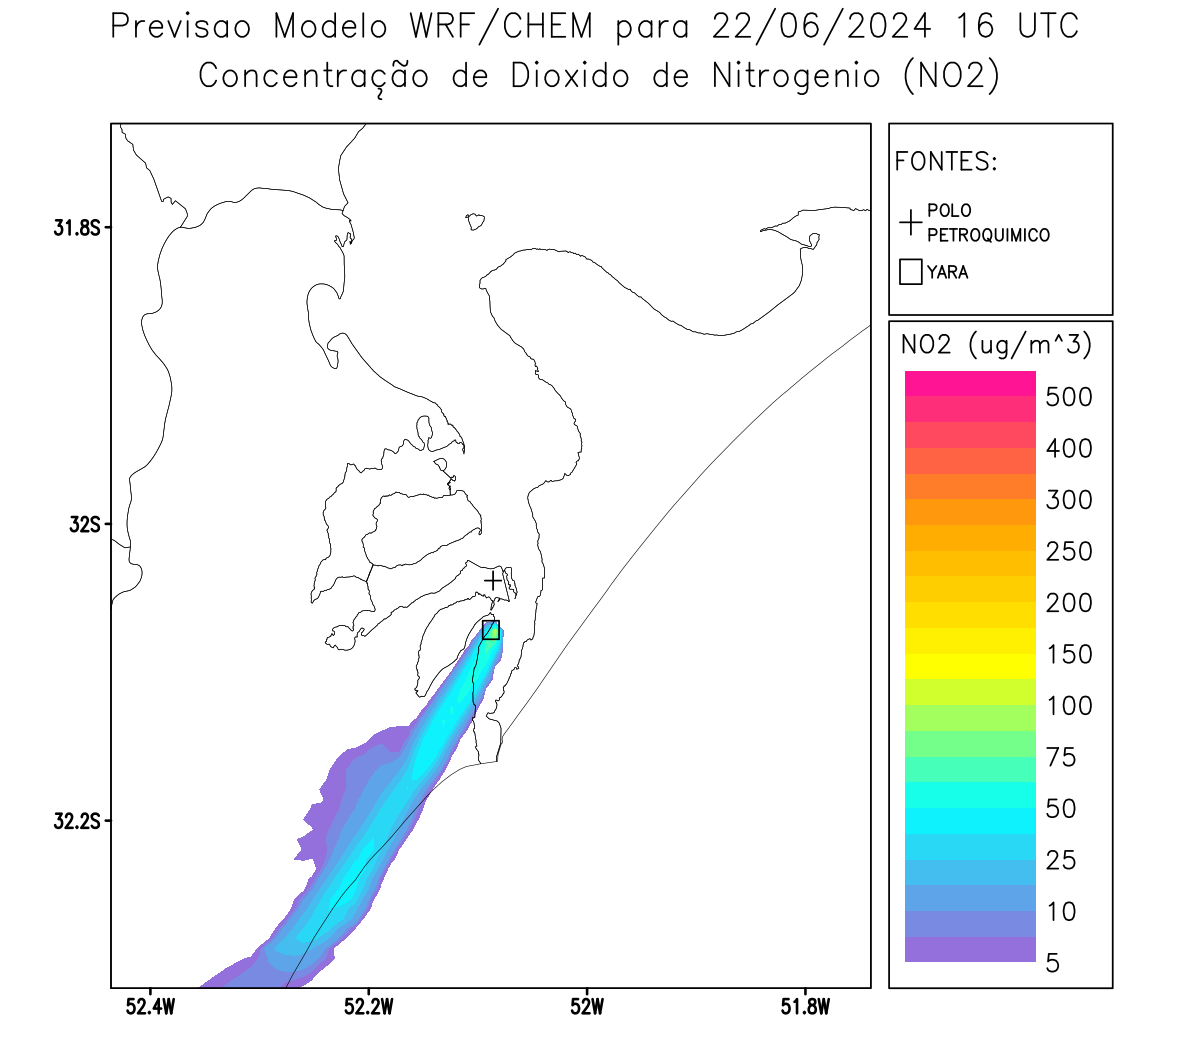 Previsao Modelo WRF/CHEM para 22/06/2024 16 UTC
Concentração de Dioxido de Nitrogenio (NO2)
FONTES:
POLO
PETROQUIMICO
YARA
31.8S
32S
32.2S
52.4W
52.2W
52W
51.8W
NO2 (ug/m^3)
500
400
300
250
200
150
100
75
50
25
10
5